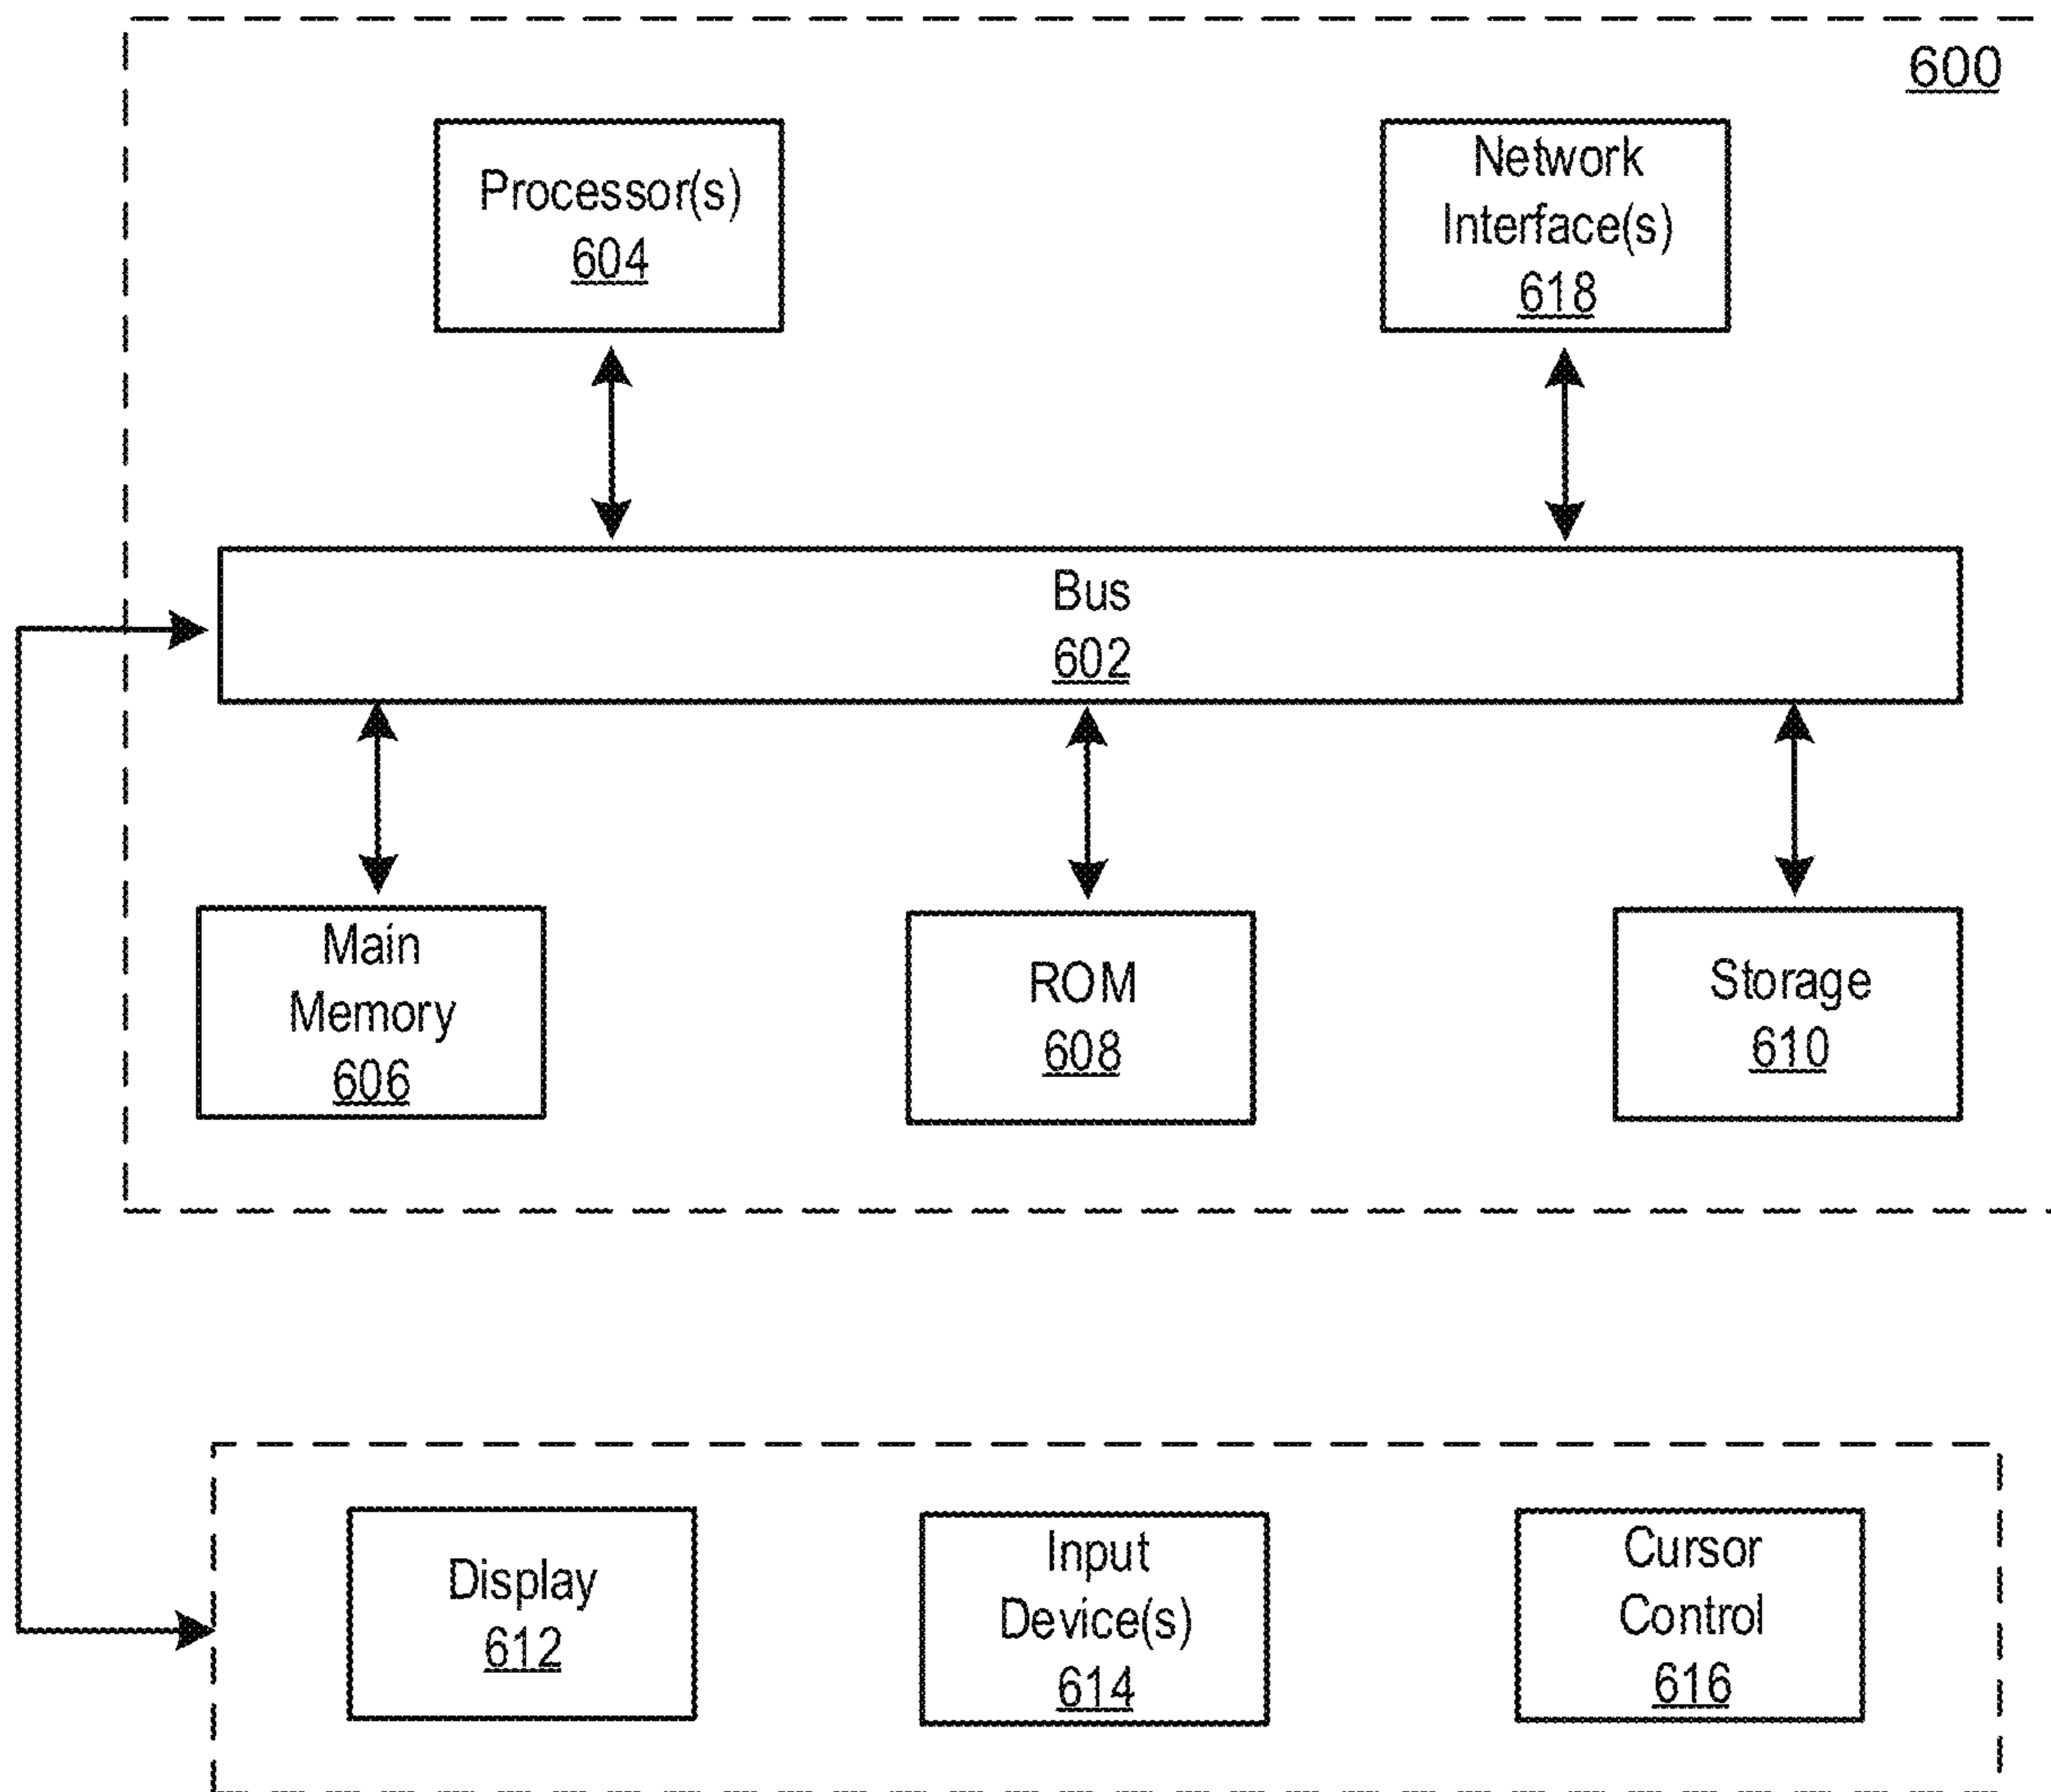 600
Processor(s)
604
Network
Interface(s)
618
Bus
602
Main
Memory
606
ROM
608
Storage
610
Display
612
Input
Device(s)
614
Cursor
Control
616